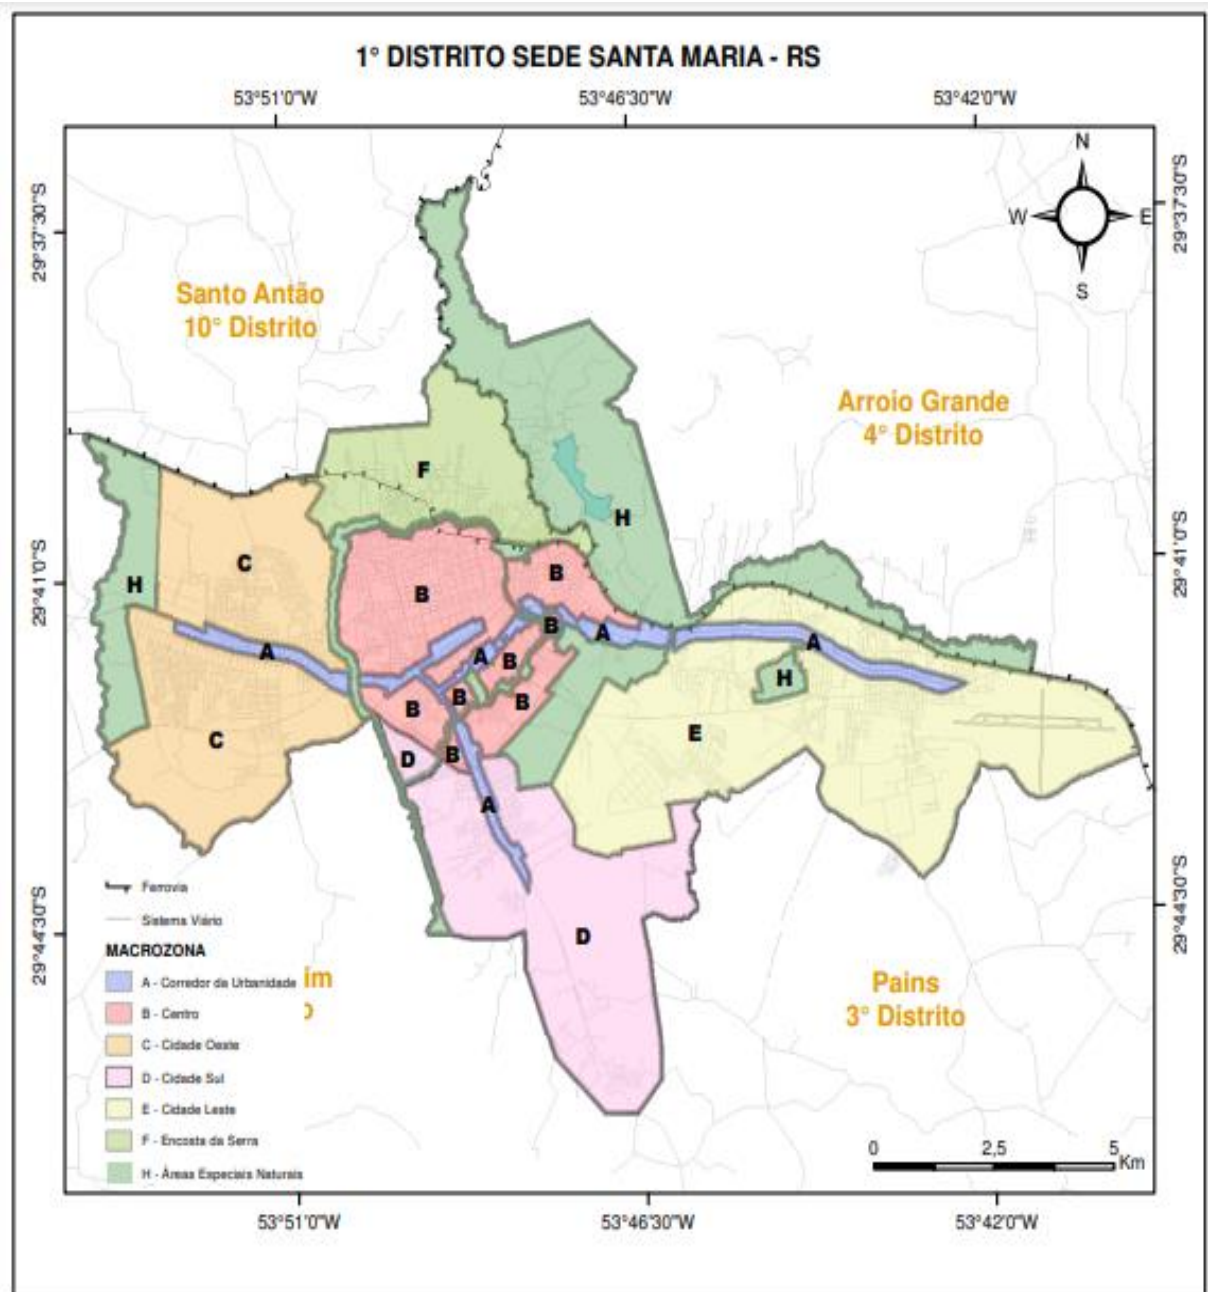 1° DISTRITO SEDE SANTA MARIA - RS
53°51'0"W 53°46'30"W 53°42'0"W
N
W E
S
29°37'30"S
29°37'30"S
Santo Antão
10° Distrito
Arroio Grande
4° Distrito
F
H
C
B
B
H
29°41'0"S
29°41'0"S
B
A
A
A
A
B
H
B
B
B
E
C
D
B
A
29°44'30"S
29°44'30"S
D
Ferrovia
Sistema Viário
MACROZONA
A - Corredor da Urbanidade
B - Centro
C - Cidade Oeste
D - Cidade Sul
E - Cidade Leste
F - Encosta da Serra
H - Áreas Especiais Naturais
im
o
Pains
3° Distrito
0 2,5 5
Km
53°51'0"W 53°46'30"W 53°42'0"W